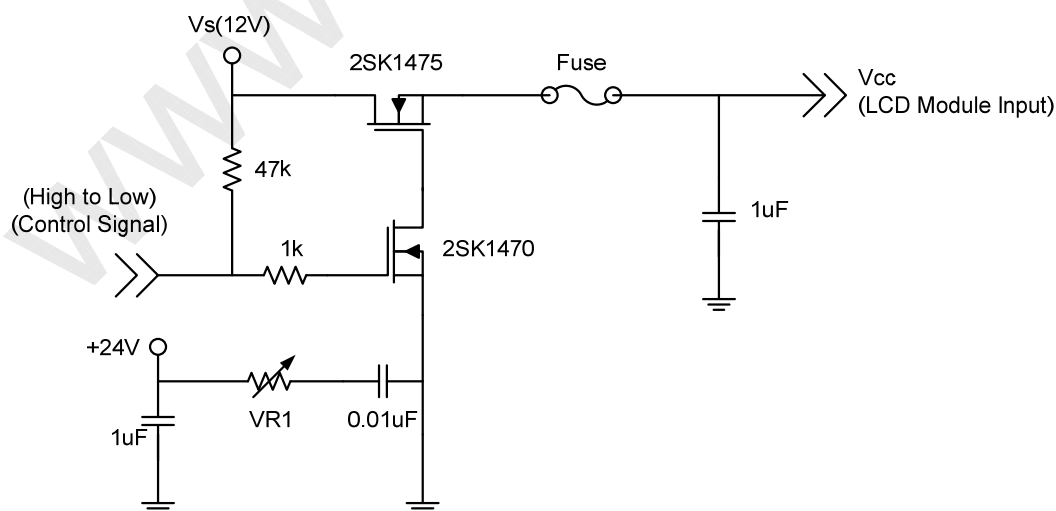 Vs(12V)
2SK1475
Fuse
Vcc
(LCD Module Input)
47k
(High to Low)
(Control Signal)
1k
2SK1470
1uF
+24V
VR1
0.01uF
1uF
www